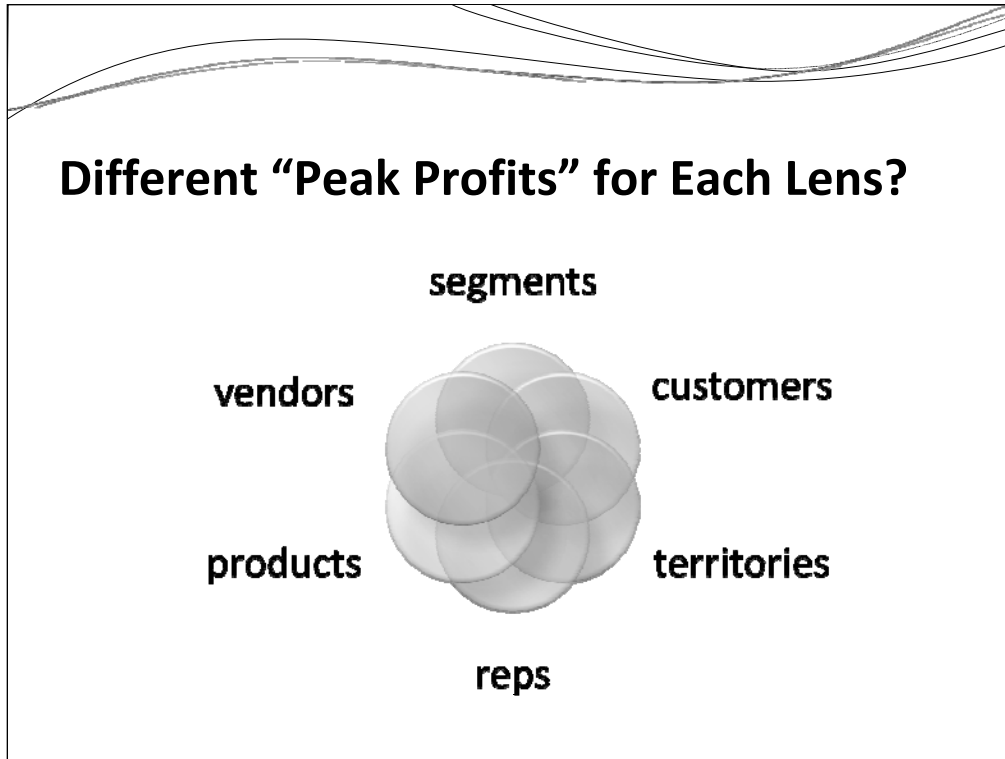 Different “Peak Profits” for Each Lens?
segments
vendors
customers
products
territories
reps